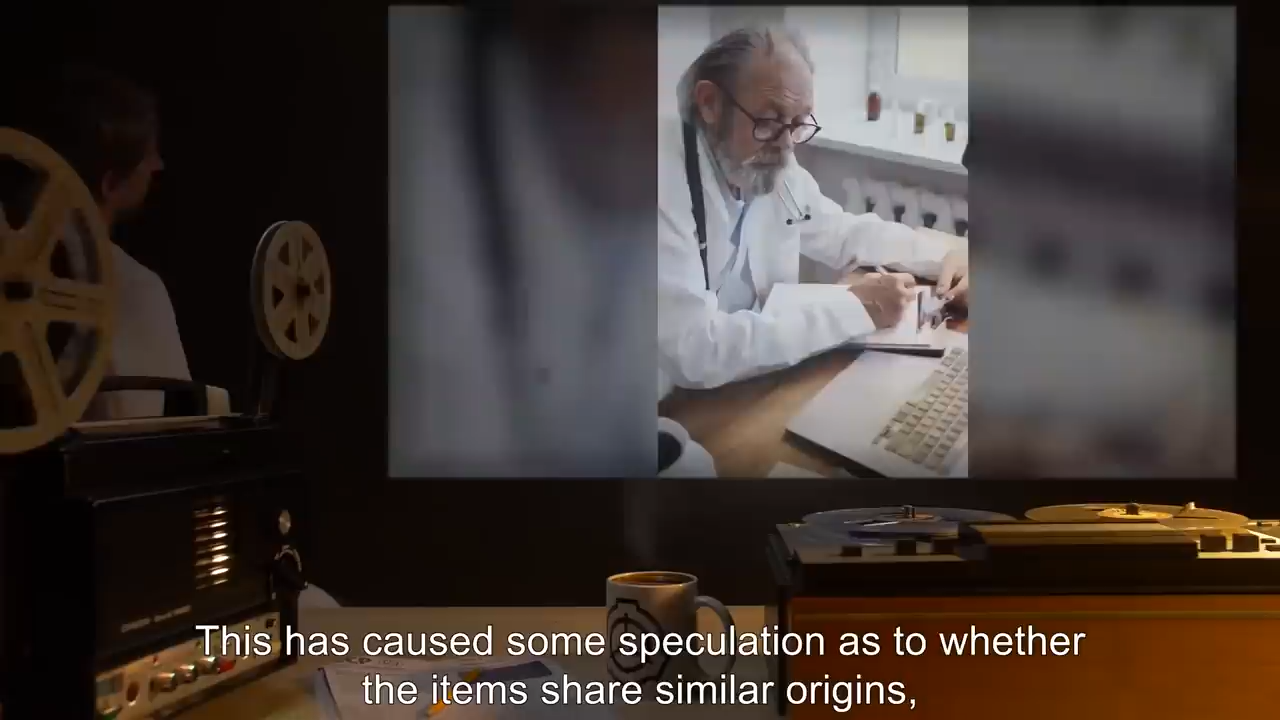 This has caused some speculation as to whether
the items share similar origins,